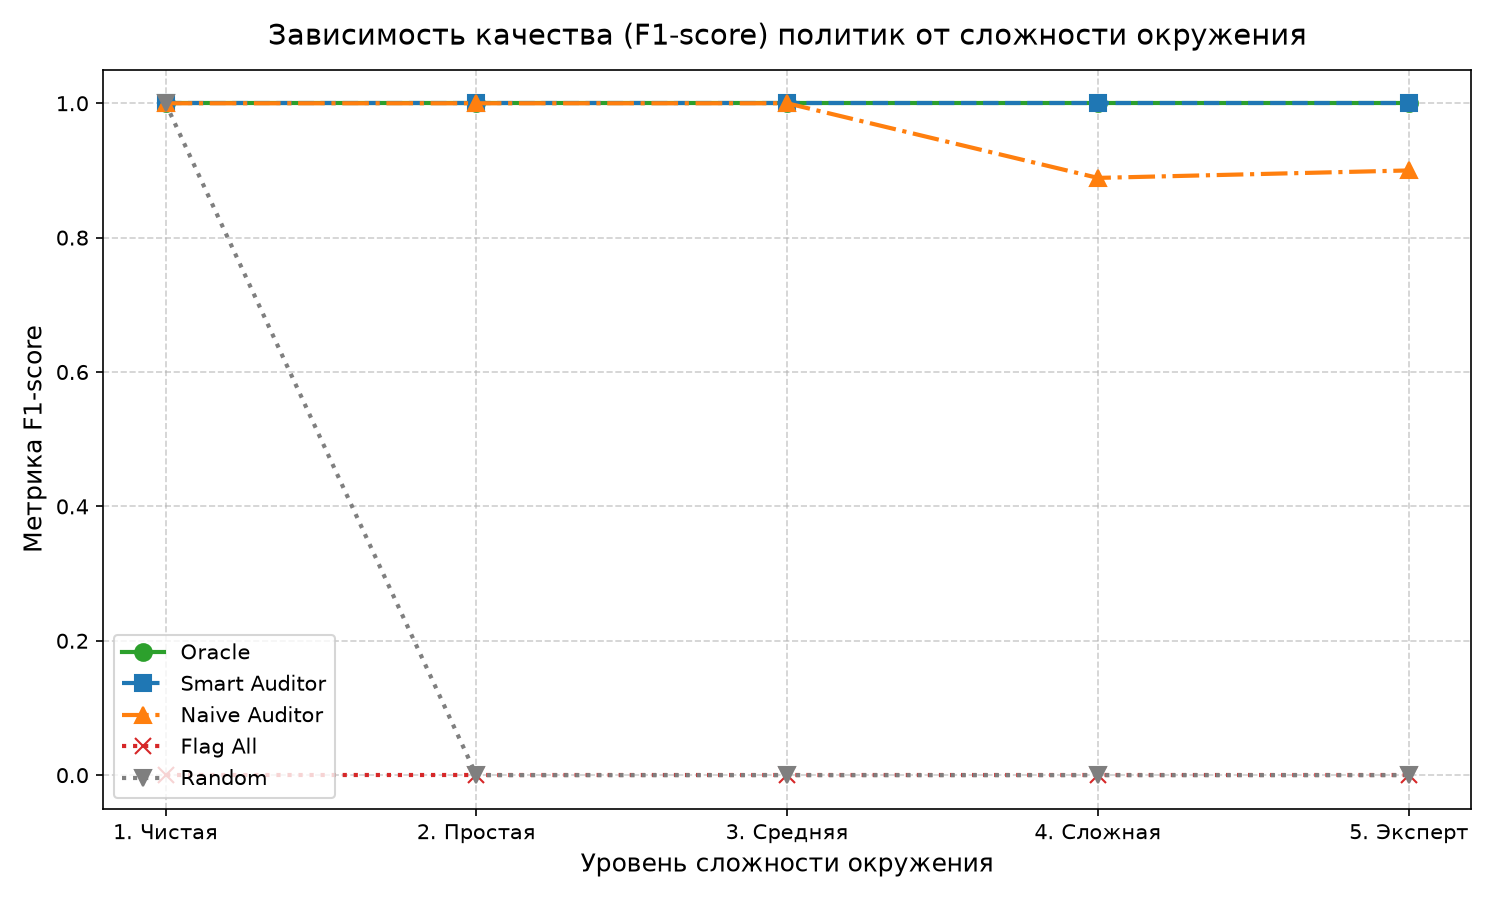 Зависимость качества (F1-score) политик от сложности окружения
Метрика F1-score
1.0
0.8
0.6
0.4
0.2
0.0
Oracle
Smart Auditor
Naive Auditor
Flag All
Random
1. Чистая
2. Простая
3. Средняя
4. Сложная
5. Эксперт
Уровень сложности окружения